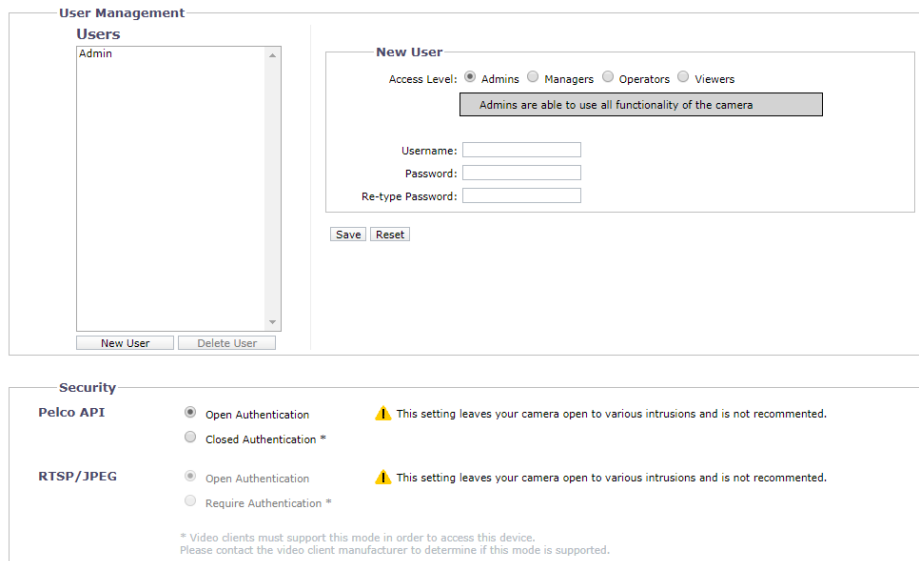 User Management
Users
Admin
New User
Delete User
New User
Access Level: Admins Managers Operators Viewers
Admins are able to use all functionality of the camera
Username:
Password:
Re-type Password:
Save Reset
Security
Pelco API
Open Authentication
This setting leaves your camera open to various intrusions and is not recommented.
Closed Authentication *
RTSP/JPEG
Open Authentication
This setting leaves your camera open to various intrusions and is not recommented.
Require Authentication *
* Video clients must support this mode in order to access this device.
Please contact the video client manufacturer to determine if this mode is supported.